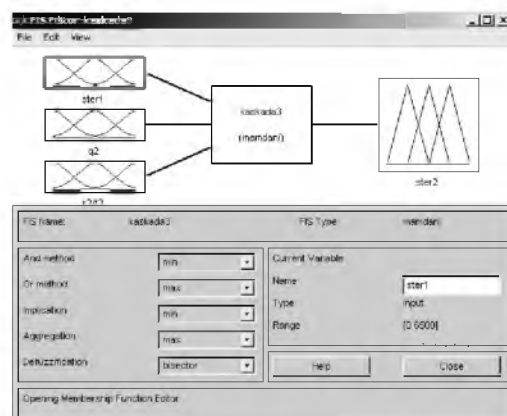 FIS Editor: kaskada3
File Edit View
ster1
kaskada3
(mamdani)
q2
ster2
FIS Name: kaskada3 FIS Type mamdani
And method min
Or method max
Implication min
Aggregation max
Defuzzification bisector
Current Variable
Name ster1
Type input
Range [0 6500]
Help Close
Opening Membership Function Editor